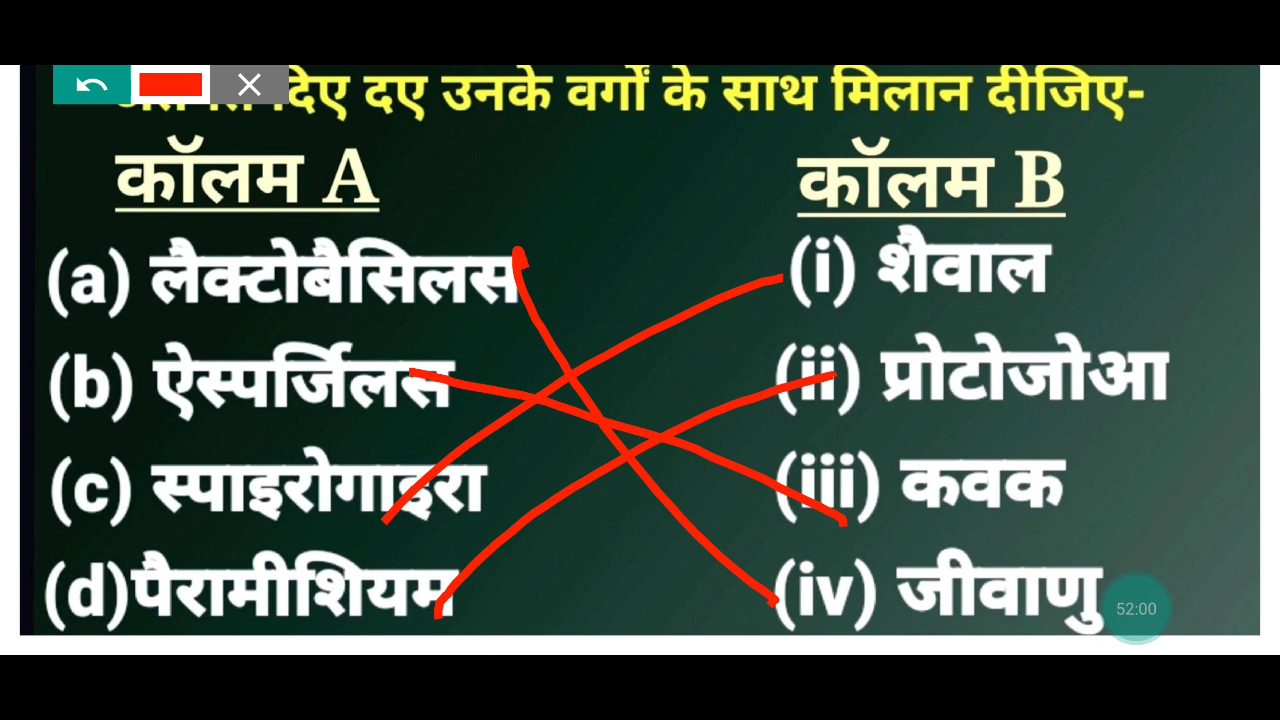 दिए दए उनके वर्गों के साथ मिलान दीजिए-
कॉलम A
कॉलम B
(a) लैक्टोबैसिलस
(i) शैवाल
(b) ऐस्पर्जिलस
(ii) प्रोटोजोआ
(c) स्पाइरोगाइरा
(iii) कवक
(d)पैरामीशियम
(iv) जीवाणु
52:00